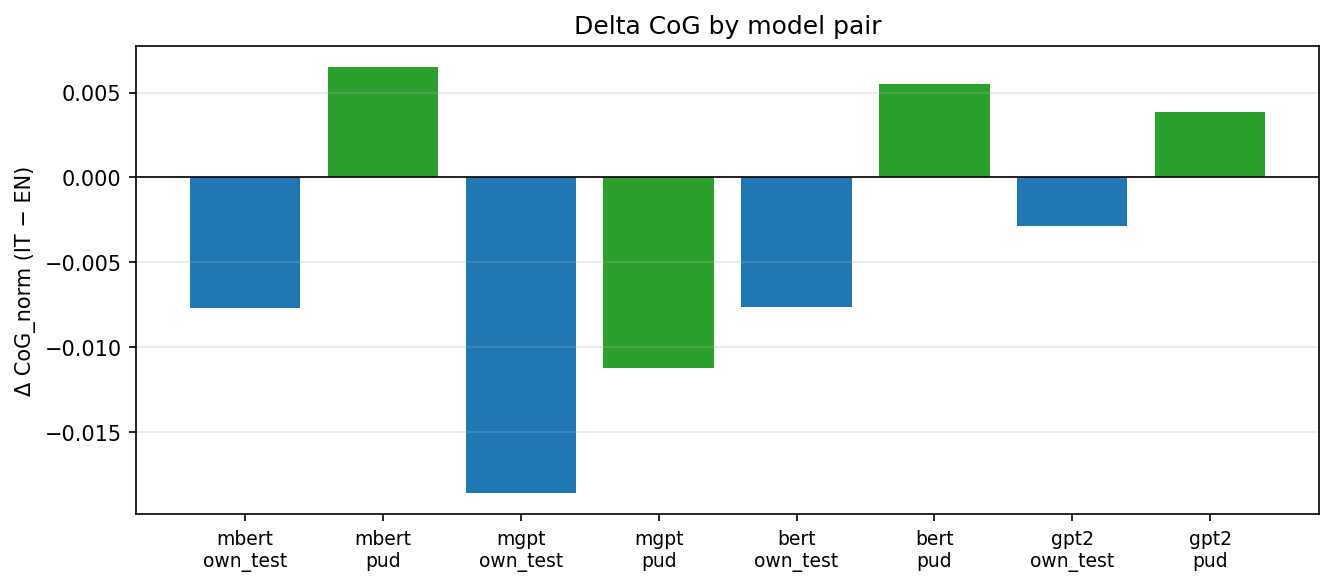 Delta CoG by model pair
Δ CoG_norm (IT − EN)
0.005
0.000
−0.005
−0.010
−0.015
mbert
own_test
mbert
pud
mgpt
own_test
mgpt
pud
bert
own_test
bert
pud
gpt2
own_test
gpt2
pud